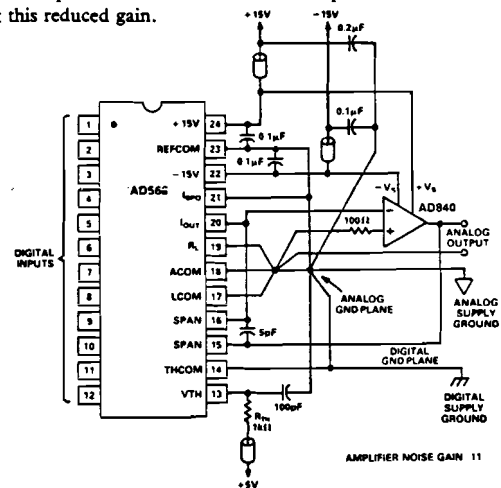 this reduced gain.
+15V
-15V
0.2µF
0.1µF
1
2
3
4
5
6
7
8
9
10
11
12
DIGITAL
INPUTS
+15V 24
REFCOM 23
-15V 22
IBPO 21
IOUT 20
RL 19
ACOM 18
LCOM 17
SPAN 16
SPAN 15
THCOM 14
VTH 13
0.1µF
0.1µF
-VS
+VS
AD840
100Ω
ANALOG
OUTPUT
ANALOG
GND PLANE
ANALOG
SUPPLY
GROUND
5pF
DIGITAL
GND PLANE
DIGITAL
SUPPLY
GROUND
100pF
RTH
1kΩ
+5V
AMPLIFIER NOISE GAIN 11